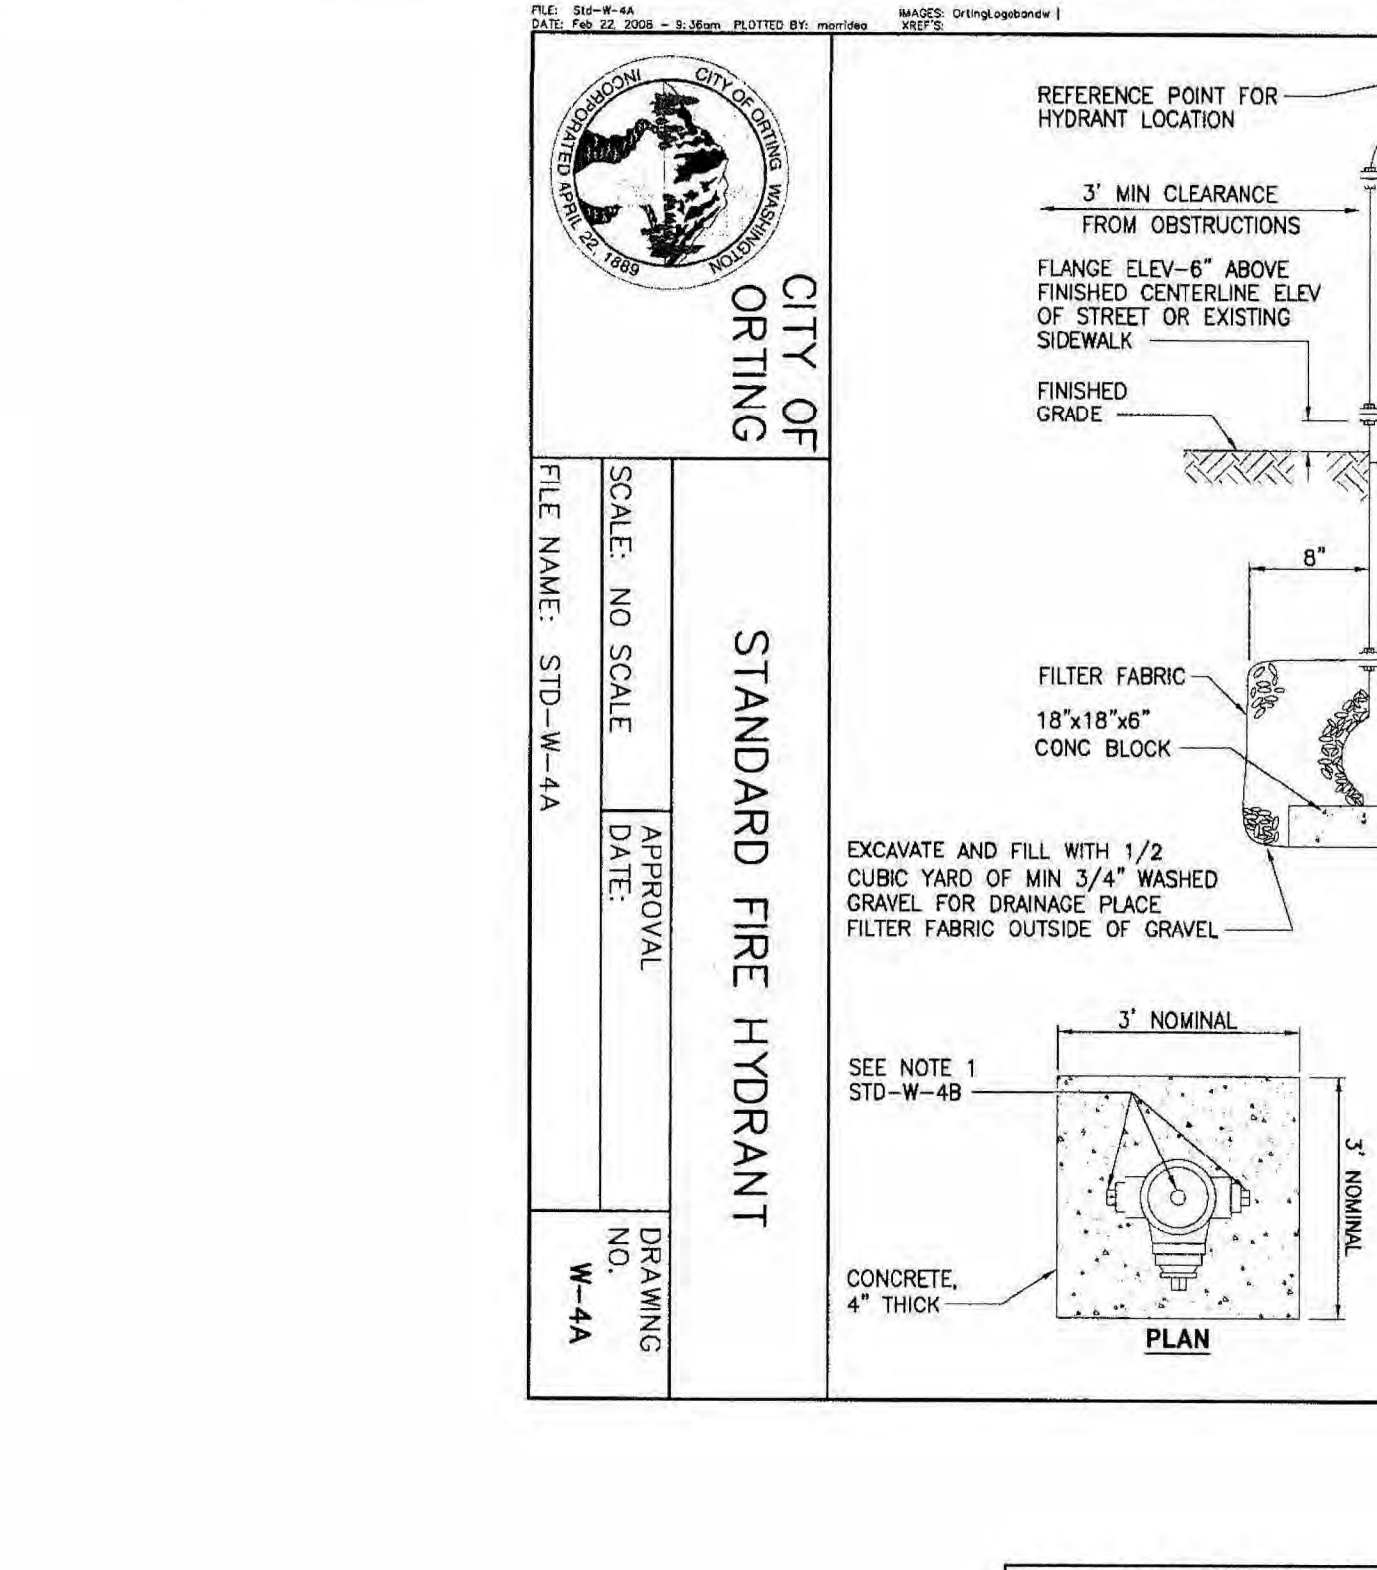 FILE: Std-W-4A
DATE: Feb 22, 2008 - 9:36am PLOTTED BY: morridea
IMAGES: OrtingLogobandw |
XREF'S:
CITY OF ORTING WASHINGTON
INCORPORATED APRIL 22, 1889
CITY OF
ORTING
STANDARD FIRE HYDRANT
SCALE: NO SCALE
APPROVAL
DATE:
FILE NAME: STD-W-4A
DRAWING
NO.
W-4A
REFERENCE POINT FOR
HYDRANT LOCATION
3' MIN CLEARANCE
FROM OBSTRUCTIONS
FLANGE ELEV-6" ABOVE
FINISHED CENTERLINE ELEV
OF STREET OR EXISTING
SIDEWALK
FINISHED
GRADE
8"
FILTER FABRIC
18"x18"x6"
CONC BLOCK
EXCAVATE AND FILL WITH 1/2
CUBIC YARD OF MIN 3/4" WASHED
GRAVEL FOR DRAINAGE PLACE
FILTER FABRIC OUTSIDE OF GRAVEL
3' NOMINAL
SEE NOTE 1
STD-W-4B
3' NOMINAL
CONCRETE,
4" THICK
PLAN